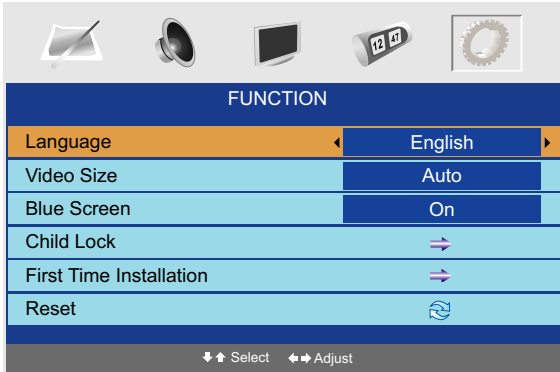 12 47
FUNCTION
Language English
Video Size Auto
Blue Screen On
Child Lock
First Time Installation
Reset
Select Adjust